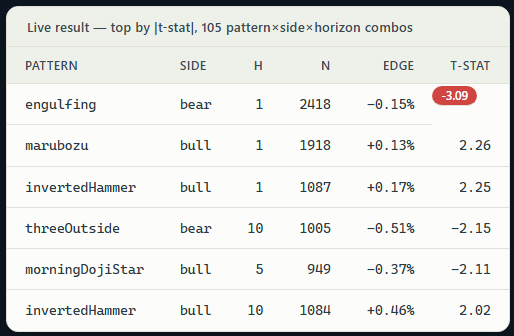 Live result — top by |t-stat|, 105 pattern×side×horizon combos
PATTERN SIDE H N EDGE T-STAT
engulfing bear 1 2418 −0.15% -3.09
marubozu bull 1 1918 +0.13% 2.26
invertedHammer bull 1 1087 +0.17% 2.25
threeOutside bear 10 1005 −0.51% −2.15
morningDojiStar bull 5 949 −0.37% −2.11
invertedHammer bull 10 1084 +0.46% 2.02